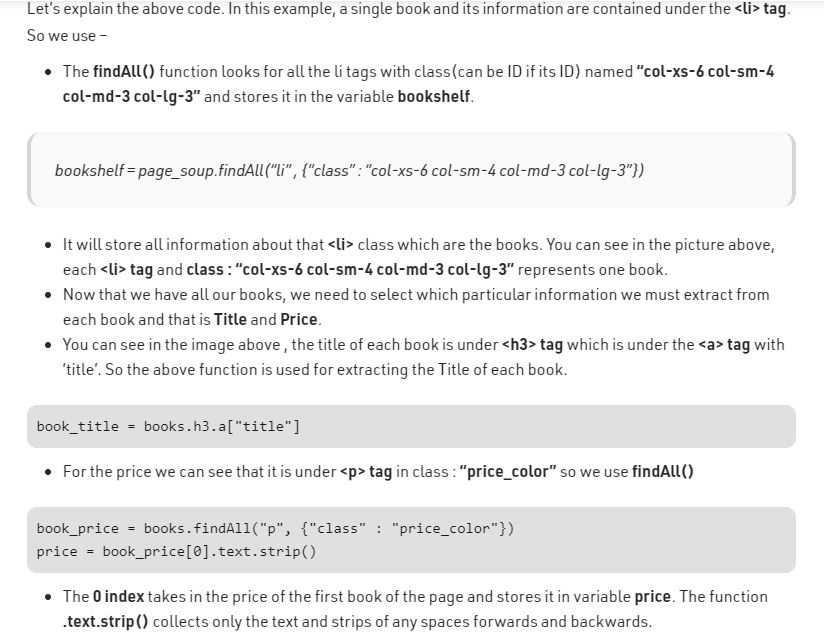 Let's explain the above code. In this example, a single book and its information are contained under the <li> tag.
So we use –
• The findAll() function looks for all the li tags with class(can be ID if its ID) named “col-xs-6 col-sm-4
col-md-3 col-lg-3” and stores it in the variable bookshelf.
bookshelf = page_soup.findAll(“li”, {“class” : “col-xs-6 col-sm-4 col-md-3 col-lg-3”})
• It will store all information about that <li> class which are the books. You can see in the picture above,
each <li> tag and class : “col-xs-6 col-sm-4 col-md-3 col-lg-3” represents one book.
• Now that we have all our books, we need to select which particular information we must extract from
each book and that is Title and Price.
• You can see in the image above , the title of each book is under <h3> tag which is under the <a> tag with
‘title’. So the above function is used for extracting the Title of each book.
book_title = books.h3.a["title"]
• For the price we can see that it is under <p> tag in class : “price_color” so we use findAll()
book_price = books.findAll("p", {"class" : "price_color"})
price = book_price[0].text.strip()
• The 0 index takes in the price of the first book of the page and stores it in variable price. The function
.text.strip() collects only the text and strips of any spaces forwards and backwards.